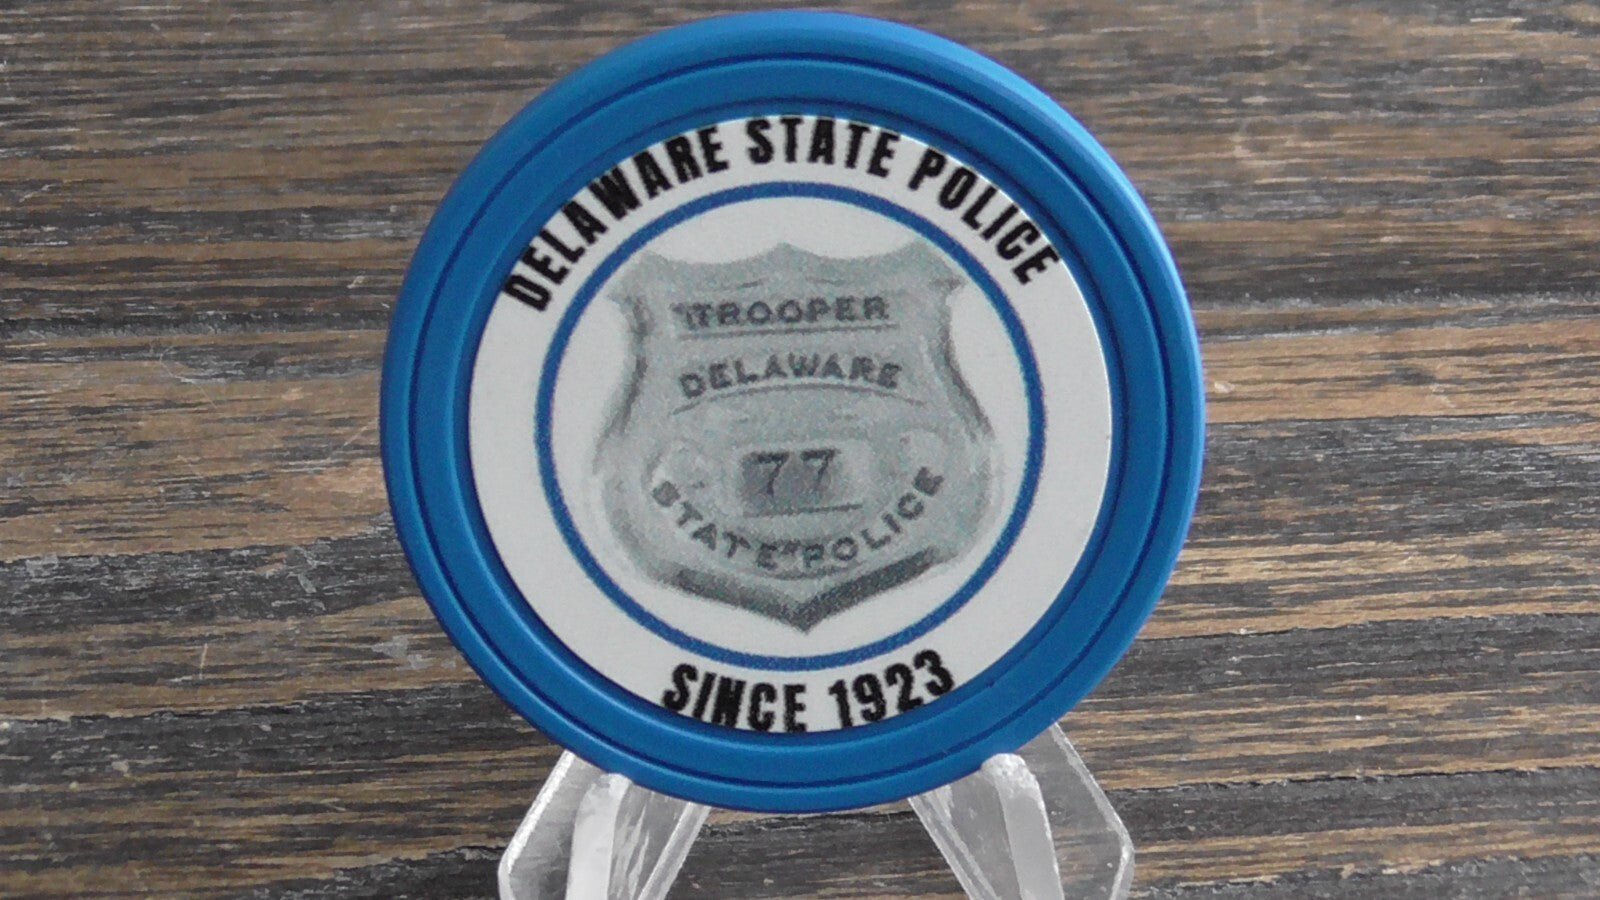 DELAWARE STATE POLICE
TROOPER
DELAWARE
77
STATE POLICE
SINCE 1923